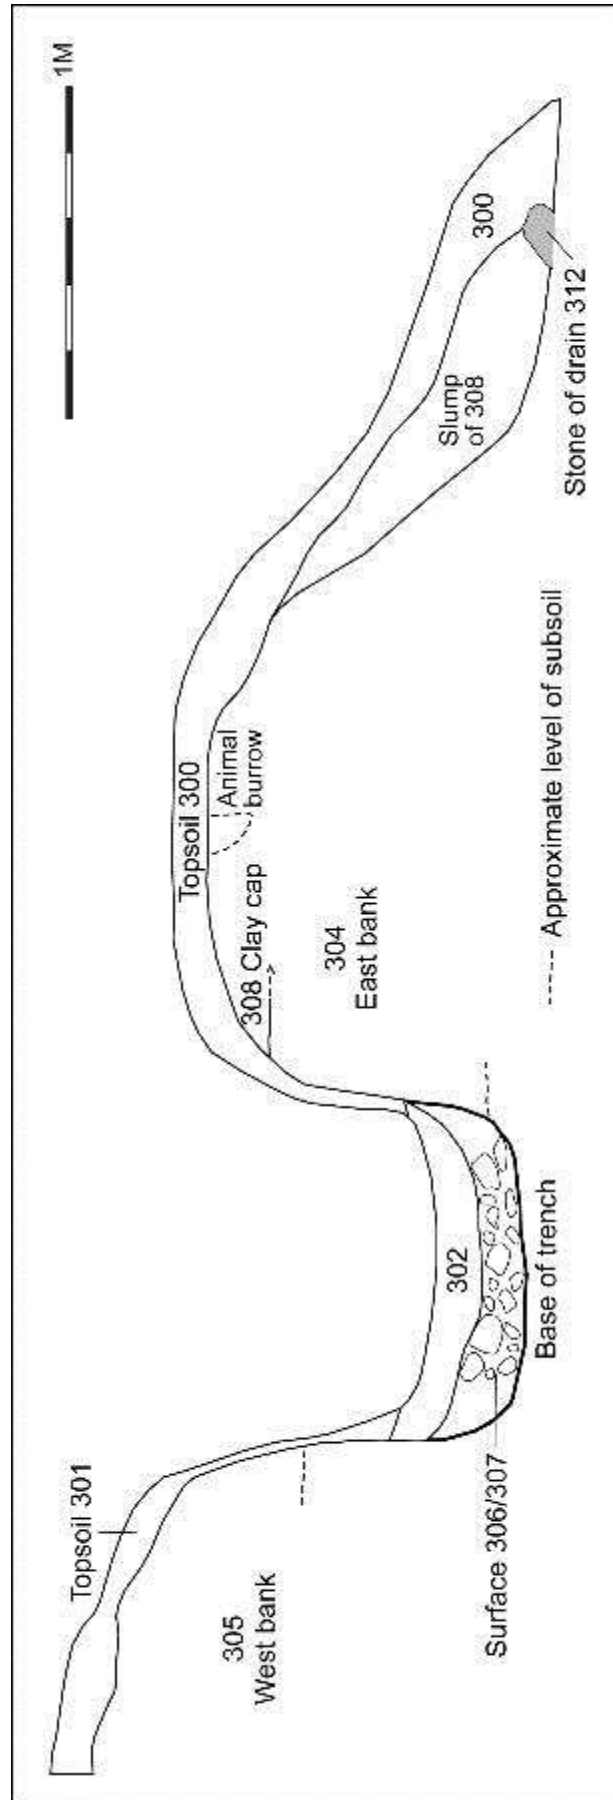 1M
Topsoil 301
305
West bank
Surface 306/307
302
Base of trench
Topsoil 300
Animal
burrow
308 Clay cap
304
East bank
Approximate level of subsoil
Slump
of 308
300
Stone of drain 312